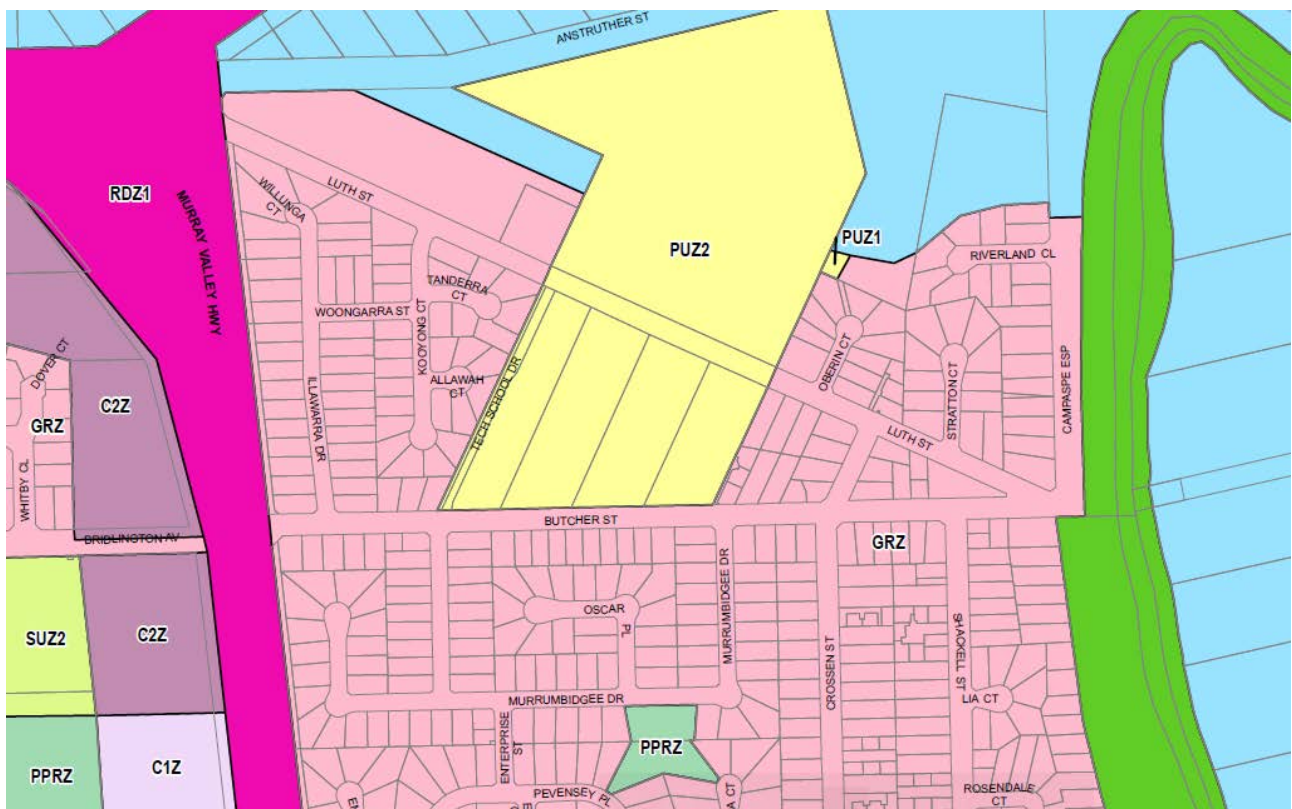 ANSTRUTHER ST
RDZ1
MURRAY VALLEY HWY
LUTH ST
WILLUNGA
CT
PUZ2
PUZ1
RIVERLAND CL
TANDERRA
CT
WOONGARRA ST
KOOYONG CT
ALLAWAH
CT
ILLAWARRA DR
TECH SCHOOL DR
OBERIN CT
STRATTON CT
CAMPASPE ESP
LUTH ST
DOVER CT
C2Z
GRZ
WHITBY CL
BRIDLINGTON AV
BUTCHER ST
GRZ
SUZ2
C2Z
OSCAR
PL
MURRUMBIDGEE DR
CROSSEN ST
SHACKELL ST
MURRUMBIDGEE DR
LIA CT
ENTERPRISE
ST
PPRZ
PPRZ
C1Z
PEVENSEY PL
A CT
ROSENDALE
CT